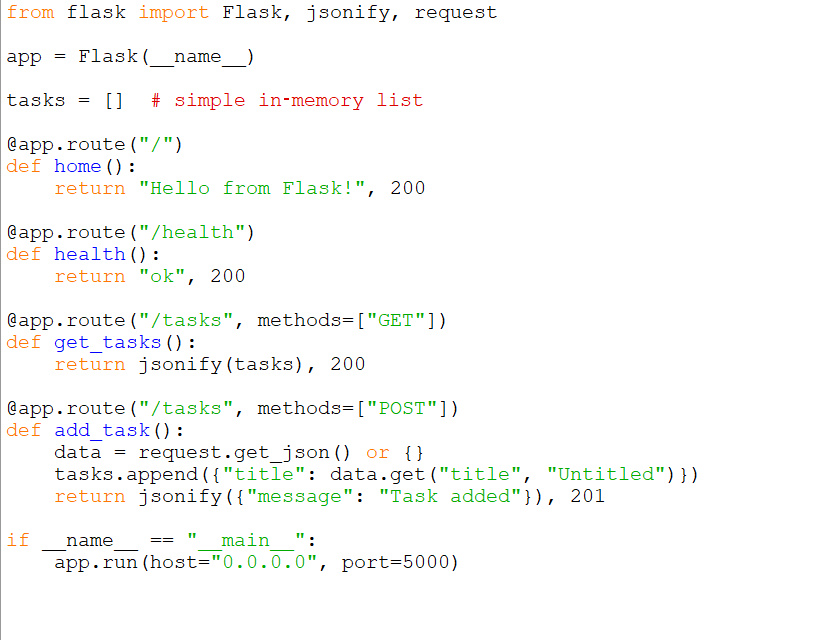 from flask import Flask, jsonify, request

app = Flask(__name__)

tasks = []  # simple in-memory list

@app.route("/")
def home():
    return "Hello from Flask!", 200

@app.route("/health")
def health():
    return "ok", 200

@app.route("/tasks", methods=["GET"])
def get_tasks():
    return jsonify(tasks), 200

@app.route("/tasks", methods=["POST"])
def add_task():
    data = request.get_json() or {}
    tasks.append({"title": data.get("title", "Untitled")})
    return jsonify({"message": "Task added"}), 201

if __name__ == "__main__":
    app.run(host="0.0.0.0", port=5000)